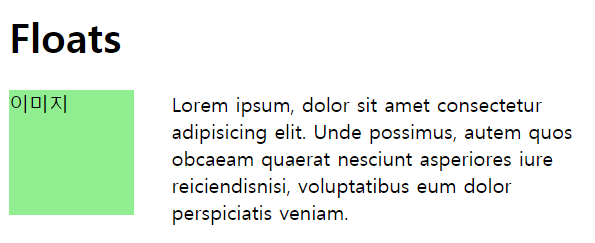 Floats
이미지
Lorem ipsum, dolor sit amet consectetur
adipisicing elit. Unde possimus, autem quos
obcaeam quaerat nesciunt asperiores iure
reiciendisnisi, voluptatibus eum dolor
perspiciatis veniam.